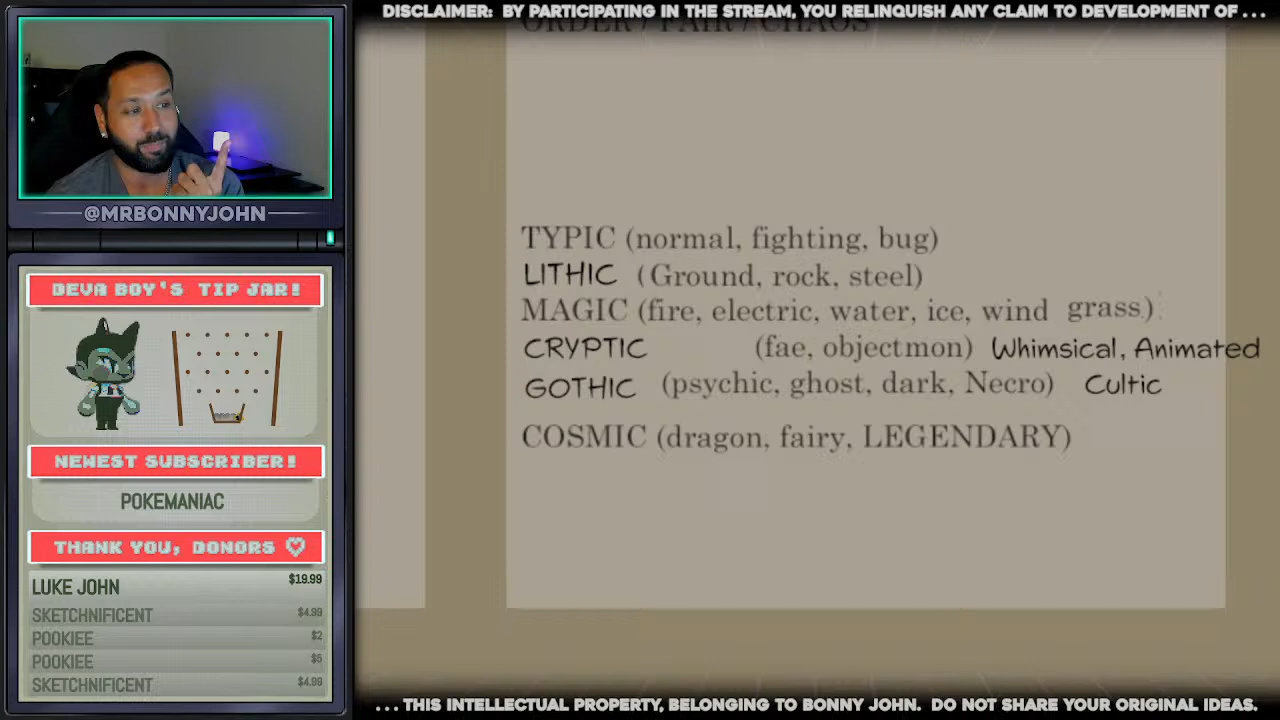 DISCLAIMER: BY PARTICIPATING IN THE STREAM, YOU RELINQUISH ANY CLAIM TO DEVELOPMENT OF . . .
ORDER / FAIR / CHAOS
@MRBONNYJOHN
TYPIC (normal, fighting, bug)
LITHIC (Ground, rock, steel)
MAGIC (fire, electric, water, ice, wind grass)
CRYPTIC (fae, objectmon) Whimsical, Animated
GOTHIC (psychic, ghost, dark, Necro) Cultic
COSMIC (dragon, fairy, LEGENDARY)
DEVA BOY'S TIP JAR!
NEWEST SUBSCRIBER!
POKEMANIAC
THANK YOU, DONORS
LUKE JOHN $19.99
SKETCHNIFICENT $4.99
POOKIEE $2
POOKIEE $5
SKETCHNIFICENT $4.99
. . . THIS INTELLECTUAL PROPERTY, BELONGING TO BONNY JOHN. DO NOT SHARE YOUR ORIGINAL IDEAS.